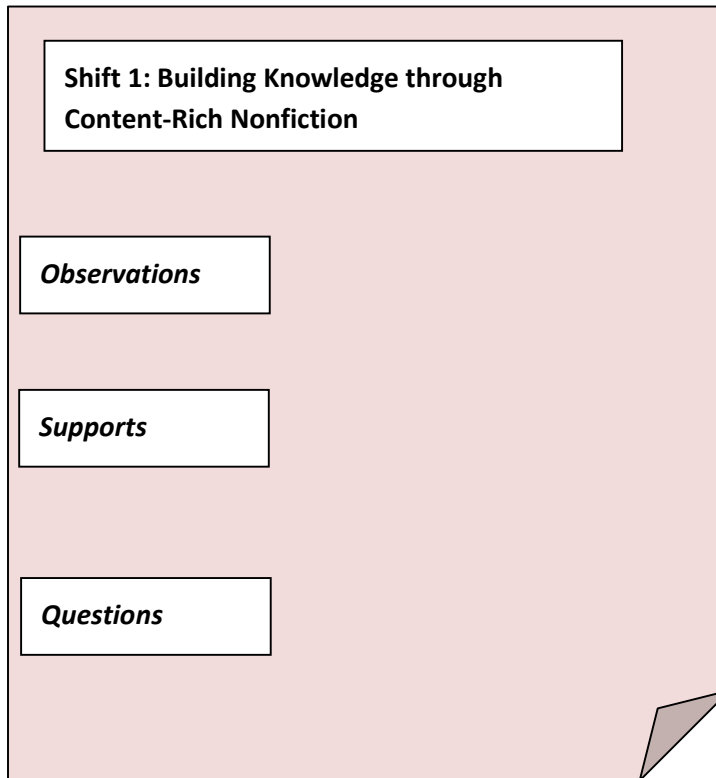 Shift 1: Building Knowledge through
Content-Rich Nonfiction
Observations
Supports
Questions